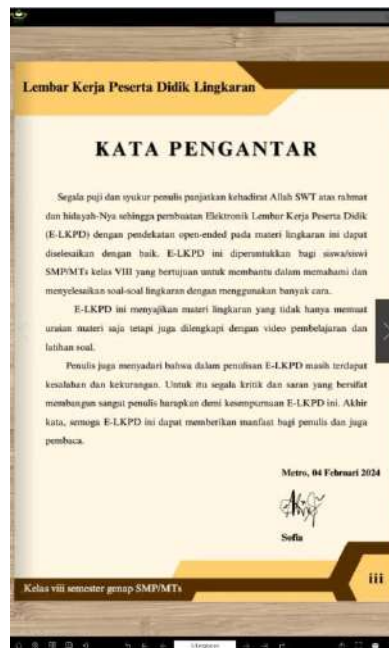 Lembar Kerja Peserta Didik Lingkaran
KATA PENGANTAR
Segala puji dan syukur penulis panjatkan kehadirat Allah SWT atas rahmat
dan hidayah-Nya sehingga pembuatan Elektronik Lembar Kerja Peserta Didik
(E-LKPD) dengan pendekatan open-ended pada materi lingkaran ini dapat
diselesaikan dengan baik. E-LKPD ini diperuntukkan bagi siswa/siswi
SMP/MTs kelas VIII yang bertujuan untuk membantu dalam memahami dan
menyelesaikan soal-soal lingkaran dengan menggunakan banyak cara.
E-LKPD ini menyajikan materi lingkaran yang tidak hanya memuat
uraian materi saja tetapi juga dilengkapi dengan video pembelajaran dan
latihan soal.
Penulis juga menyadari bahwa dalam penulisan E-LKPD masih terdapat
kesalahan dan kekurangan. Untuk itu segala kritik dan saran yang bersifat
membangun sangat penulis harapkan demi kesempurnaan E-LKPD ini. Akhir
kata, semoga E-LKPD ini dapat memberikan manfaat bagi penulis dan juga
pembaca.
Metro, 04 Februari 2024
Sofia
iii
Kelas viii semester genap SMP/MTs